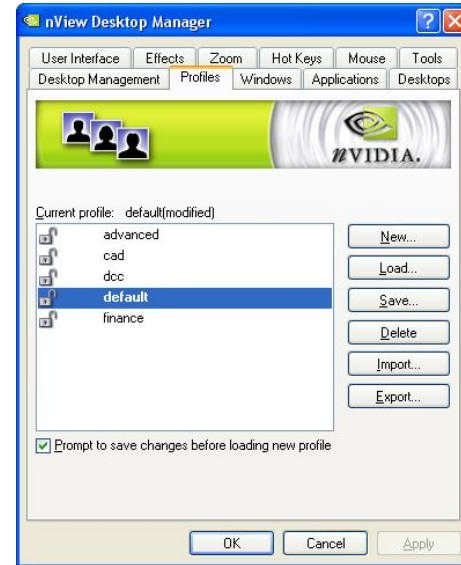 nView Desktop Manager
User Interface Effects Zoom Hot Keys Mouse Tools
Desktop Management Profiles Windows Applications Desktops
nVIDIA.
Current profile: default(modified)
advanced
cad
dcc
default
finance
New...
Load...
Save...
Delete
Import...
Export...
Prompt to save changes before loading new profile
OK Cancel Apply